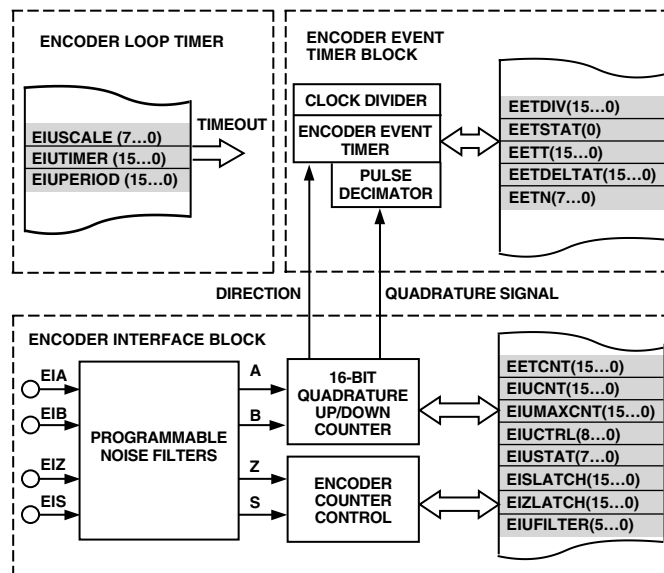 ENCODER LOOP TIMER
EIUSCALE (7...0)
EIUTIMER (15...0)
EIUPERIOD (15...0)
TIMEOUT
ENCODER EVENT
TIMER BLOCK
CLOCK DIVIDER
ENCODER EVENT
TIMER
PULSE
DECIMATOR
EETDIV(15...0)
EETSTAT(0)
EETT(15...0)
EETDELTAT(15...0)
EETN(7...0)
DIRECTION
QUADRATURE SIGNAL
ENCODER INTERFACE BLOCK
EIA
EIB
EIZ
EIS
PROGRAMMABLE
NOISE FILTERS
A
B
Z
S
16-BIT
QUADRATURE
UP/DOWN
COUNTER
ENCODER
COUNTER
CONTROL
EETCNT(15...0)
EIUCNT(15...0)
EIUMAXCNT(15...0)
EIUCTRL(8...0)
EIUSTAT(7...0)
EISLATCH(15...0)
EIZLATCH(15...0)
EIUFILTER(5...0)